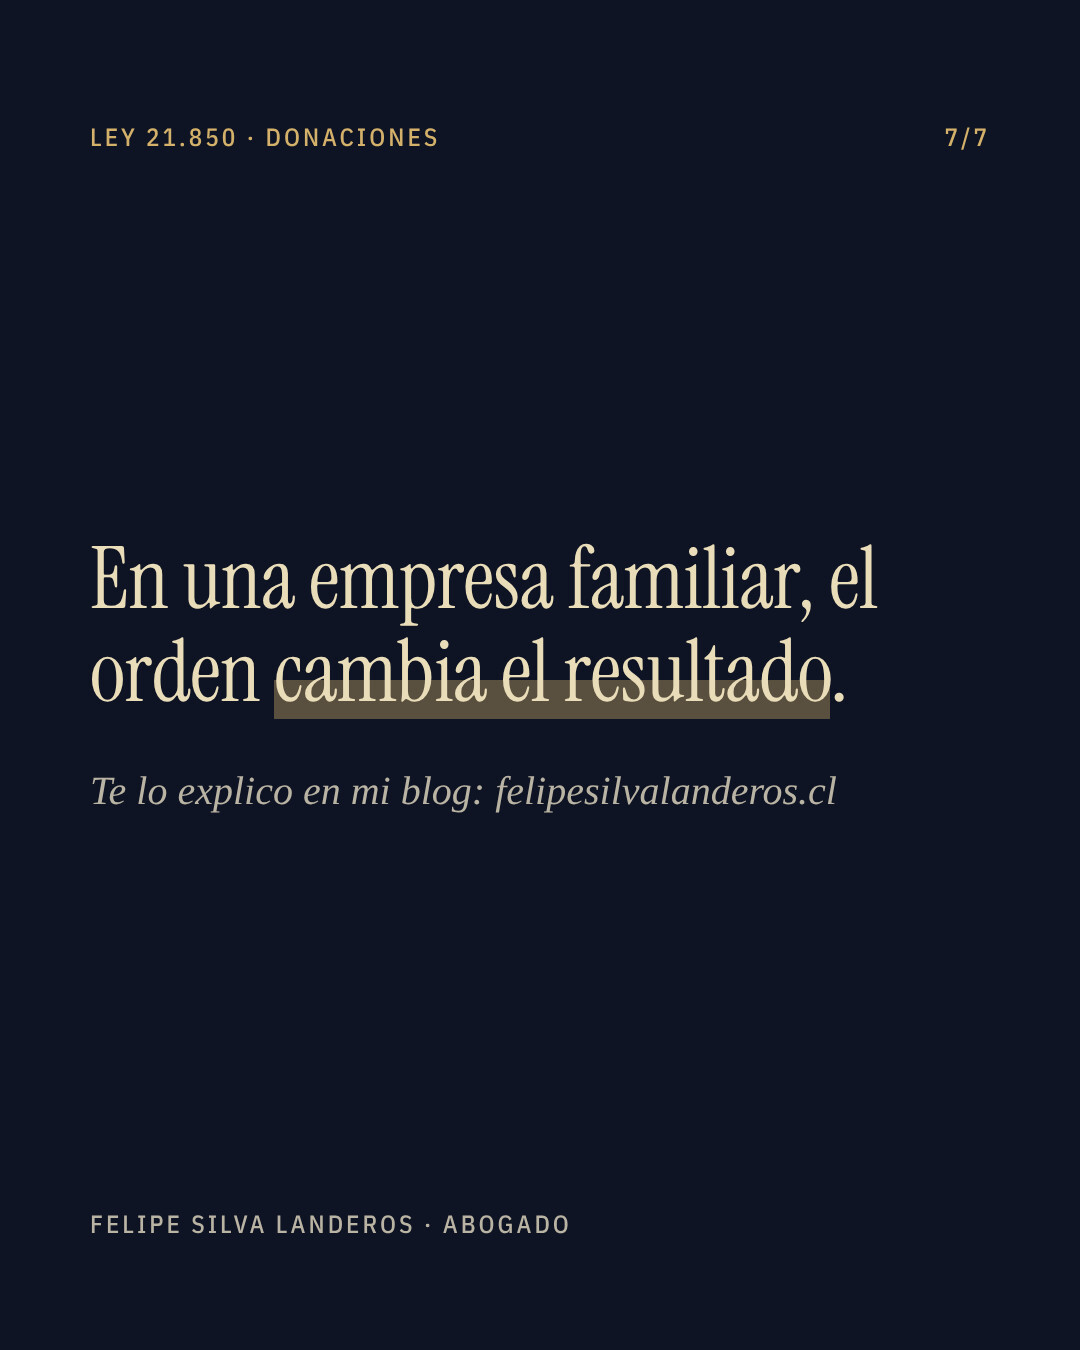 LEY 21.850 · DONACIONES 7/7
En una empresa familiar, el
orden cambia el resultado.
Te lo explico en mi blog: felipesilvalanderos.cl
FELIPE SILVA LANDEROS · ABOGADO